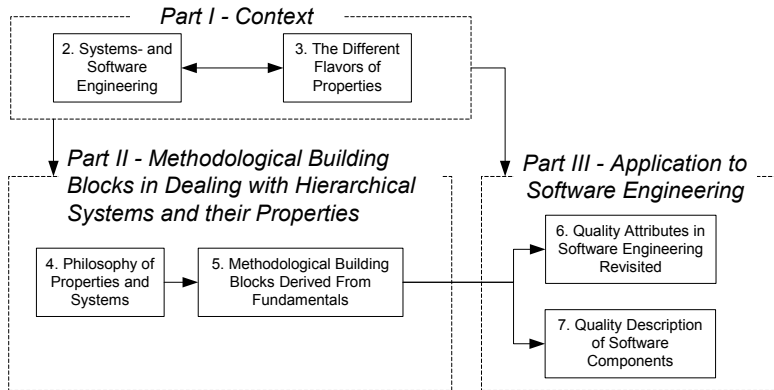 Part I - Context
2. Systems- and
Software
Engineering
3. The Different
Flavors of
Properties
Part II - Methodological Building
Blocks in Dealing with Hierarchical
Systems and their Properties
4. Philosophy of
Properties and
Systems
5. Methodological Building
Blocks Derived From
Fundamentals
Part III - Application to
Software Engineering
6. Quality Attributes in
Software Engineering
Revisited
7. Quality Description
of Software
Components